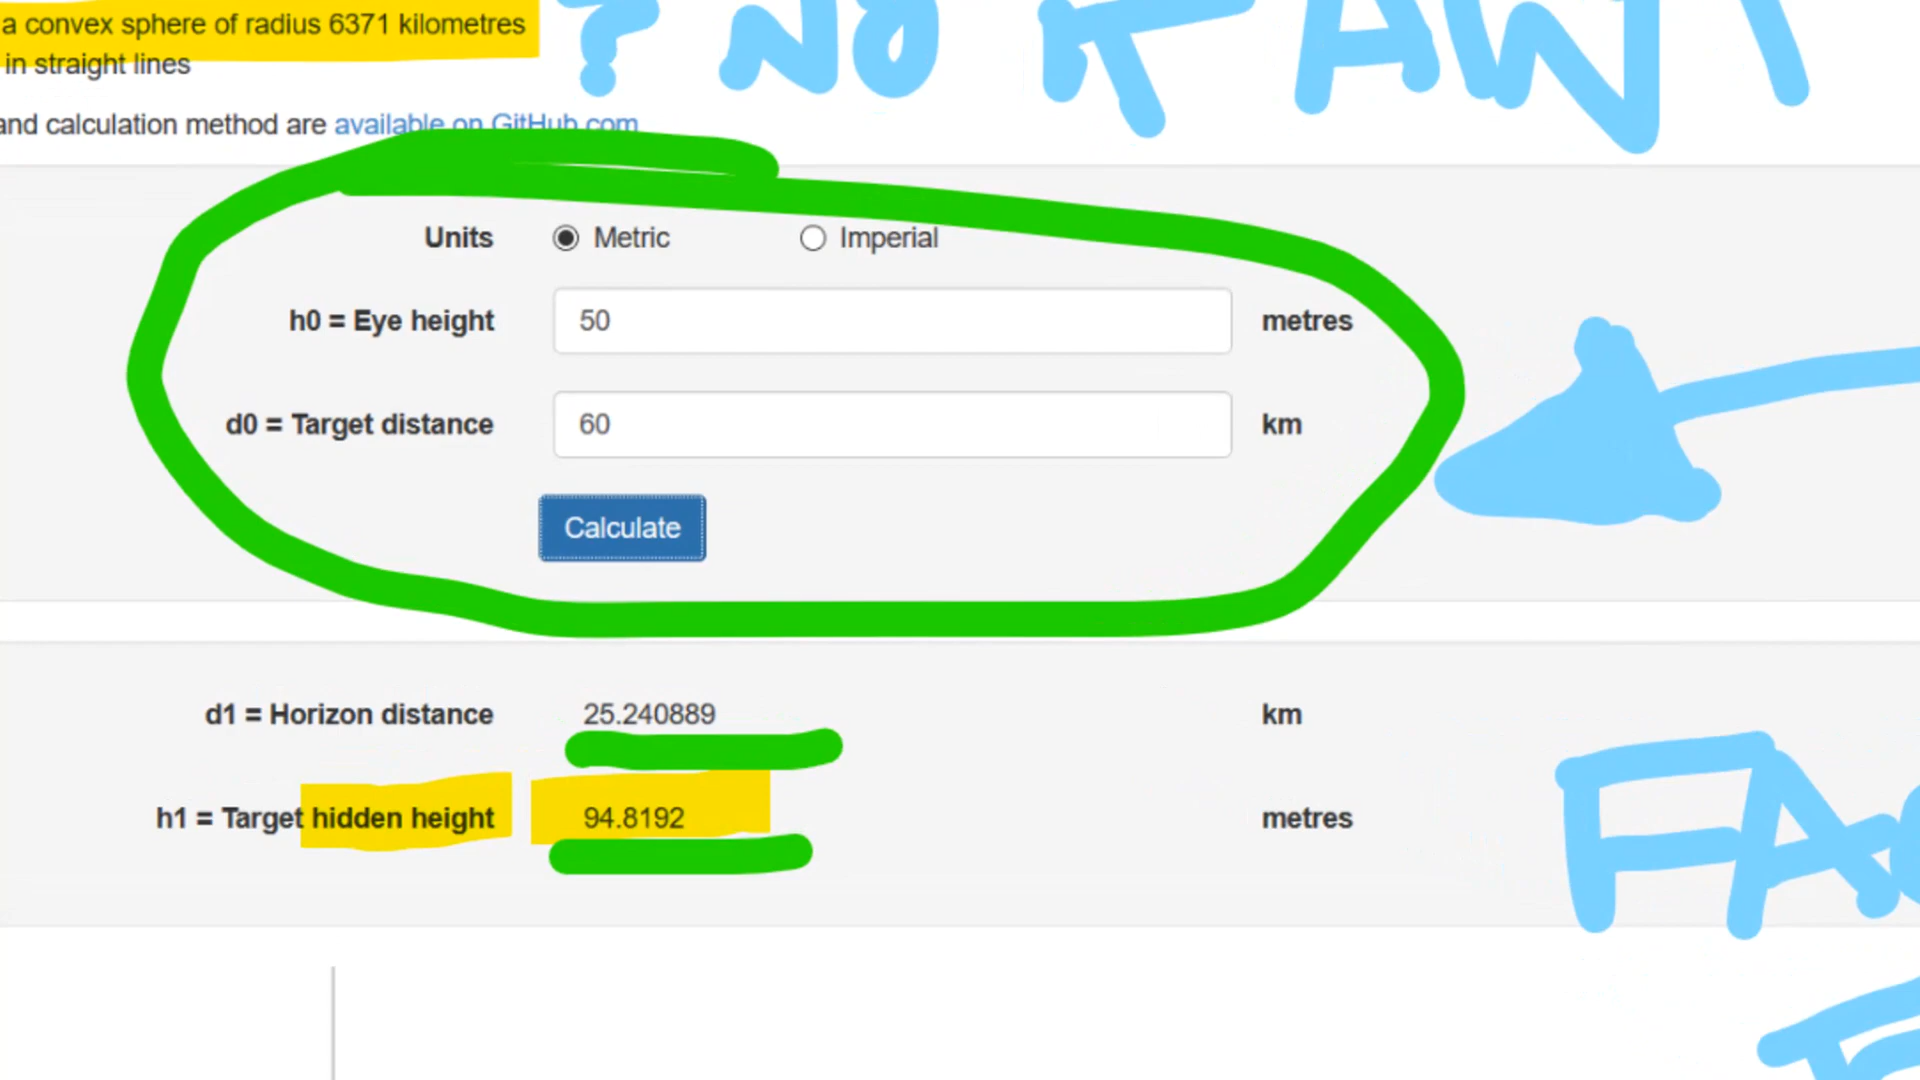 a convex sphere of radius 6371 kilometres
? NO KAN'T
in straight lines
and calculation method are available on GitHub.com
Units Metric Imperial
h0 = Eye height 50 metres
d0 = Target distance 60 km
Calculate
d1 = Horizon distance 25.240889 km
h1 = Target hidden height 94.8192 metres